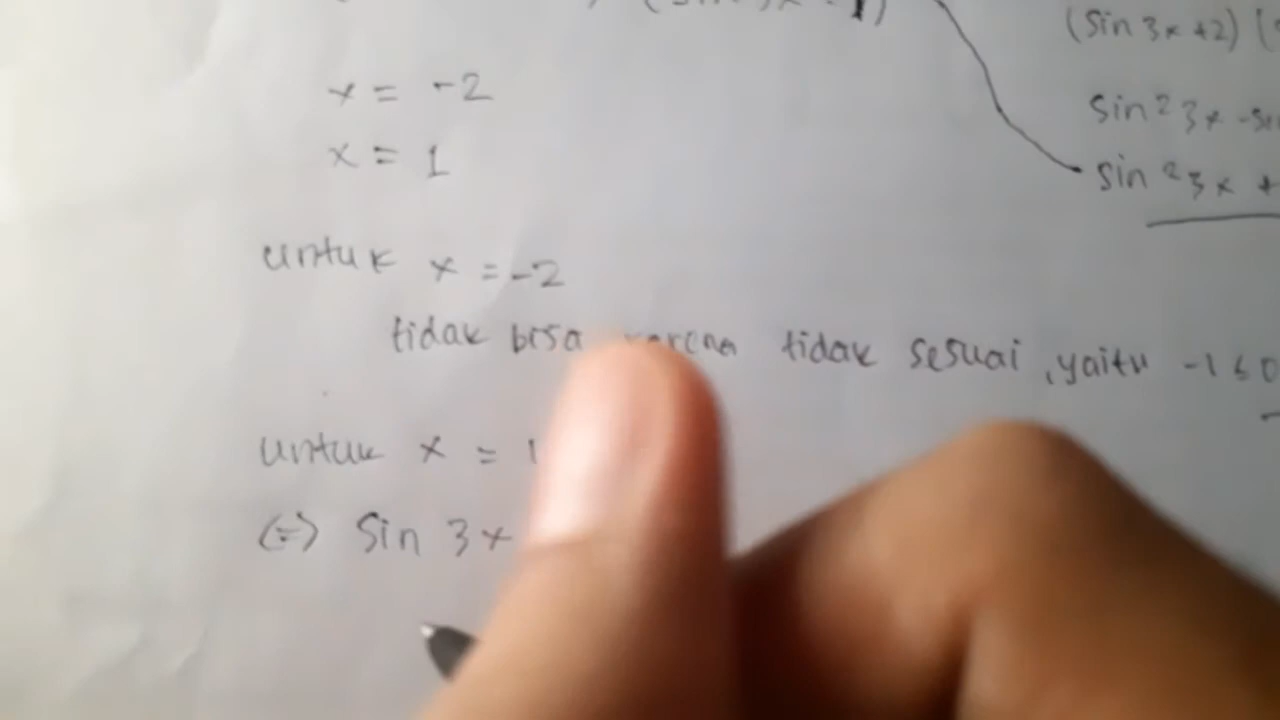 (sin 3x+2)
x = -2
sin² 3x -
x = 1
sin² 3x +
untuk x = -2
tidak bisa karena tidak sesuai, yaitu -1 ≤
untuk x = 1
(=) sin 3x